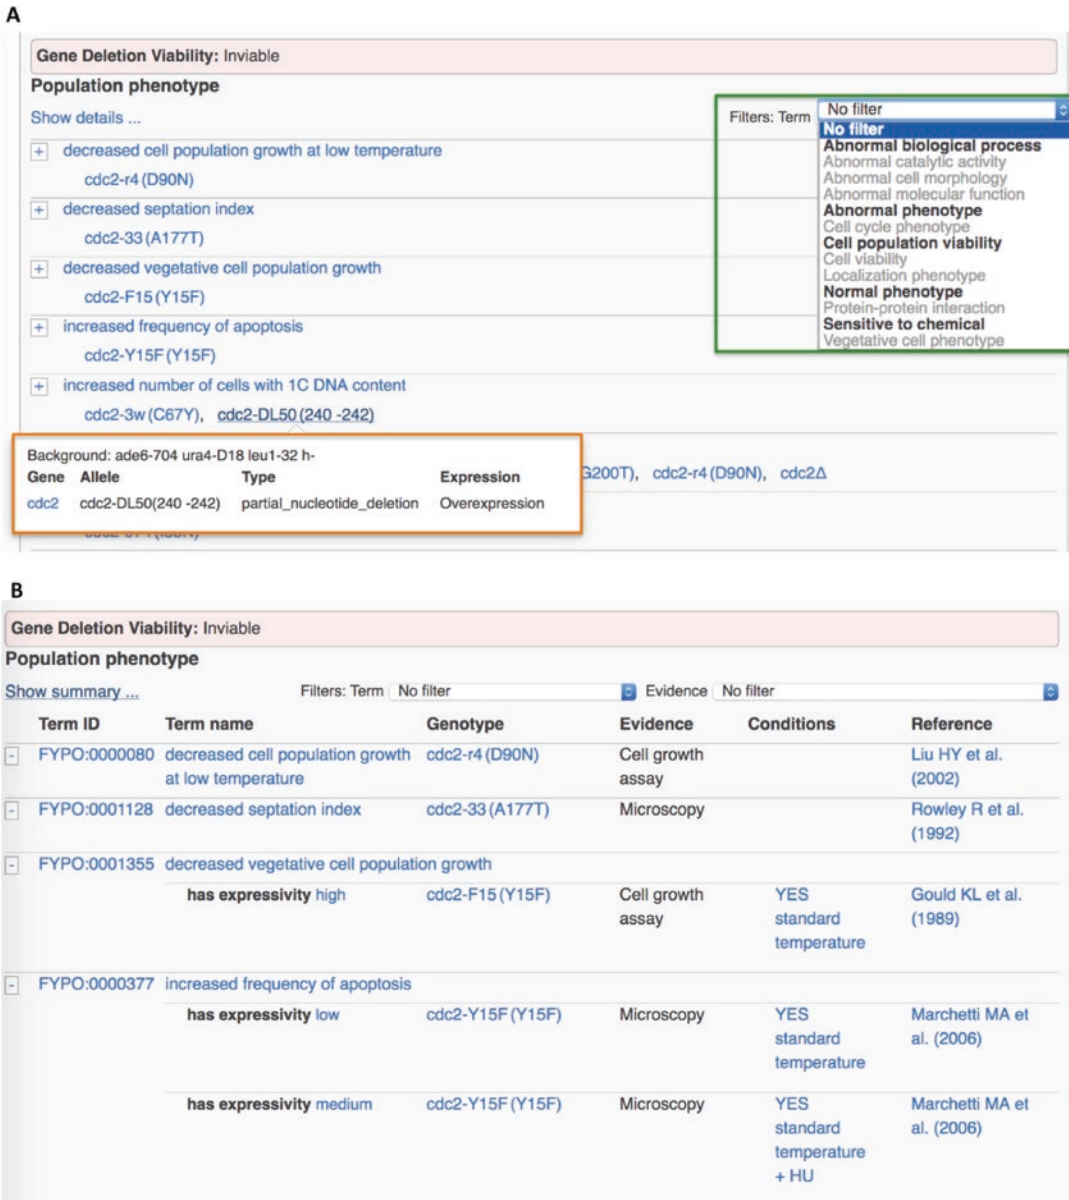 A
Gene Deletion Viability: Inviable
Population phenotype
Show details ...
Filters: Term No filter
No filter
Abnormal biological process
Abnormal catalytic activity
Abnormal cell morphology
Abnormal molecular function
Abnormal phenotype
Cell cycle phenotype
Cell population viability
Cell viability
Localization phenotype
Normal phenotype
Protein-protein interaction
Sensitive to chemical
Vegetative cell phenotype
+ decreased cell population growth at low temperature
cdc2-r4 (D90N)
+ decreased septation index
cdc2-33 (A177T)
+ decreased vegetative cell population growth
cdc2-F15 (Y15F)
+ increased frequency of apoptosis
cdc2-Y15F (Y15F)
+ increased number of cells with 1C DNA content
cdc2-3w (C67Y), cdc2-DL50 (240 -242)
Background: ade6-704 ura4-D18 leu1-32 h-
Gene Allele Type Expression
cdc2 cdc2-DL50(240 -242) partial_nucleotide_deletion Overexpression
G200T), cdc2-r4 (D90N), cdc2Δ
B
Gene Deletion Viability: Inviable
Population phenotype
Show summary ... Filters: Term No filter Evidence No filter
Term ID Term name Genotype Evidence Conditions Reference
- FYPO:0000080 decreased cell population growth cdc2-r4 (D90N) Cell growth Liu HY et al.
at low temperature assay (2002)
- FYPO:0001128 decreased septation index cdc2-33 (A177T) Microscopy Rowley R et al.
(1992)
- FYPO:0001355 decreased vegetative cell population growth
has expressivity high cdc2-F15 (Y15F) Cell growth YES Gould KL et al.
assay standard (1989)
temperature
- FYPO:0000377 increased frequency of apoptosis
has expressivity low cdc2-Y15F (Y15F) Microscopy YES Marchetti MA et
standard al. (2006)
temperature
has expressivity medium cdc2-Y15F (Y15F) Microscopy YES Marchetti MA et
standard al. (2006)
temperature
+ HU